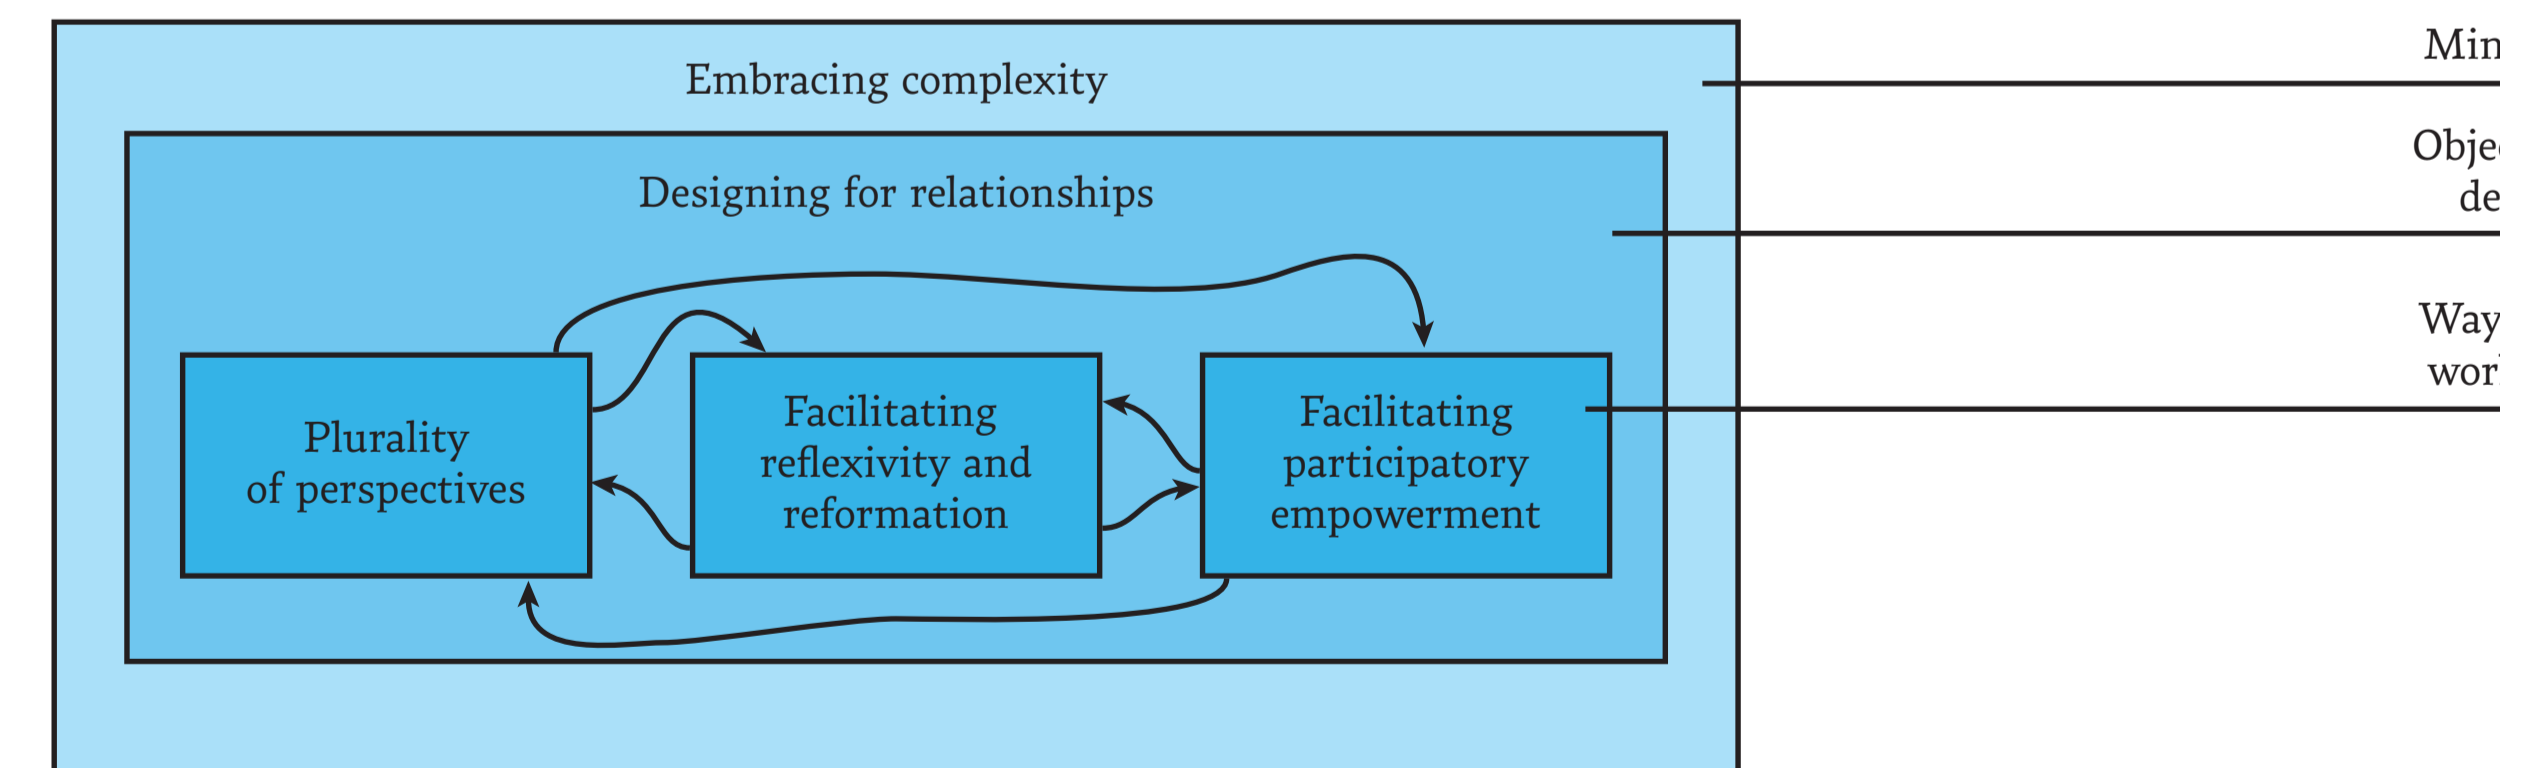 Embracing complexity
Designing for relationships
Plurality
of perspectives
Facilitating
reflexivity and
reformation
Facilitating
participatory
empowerment